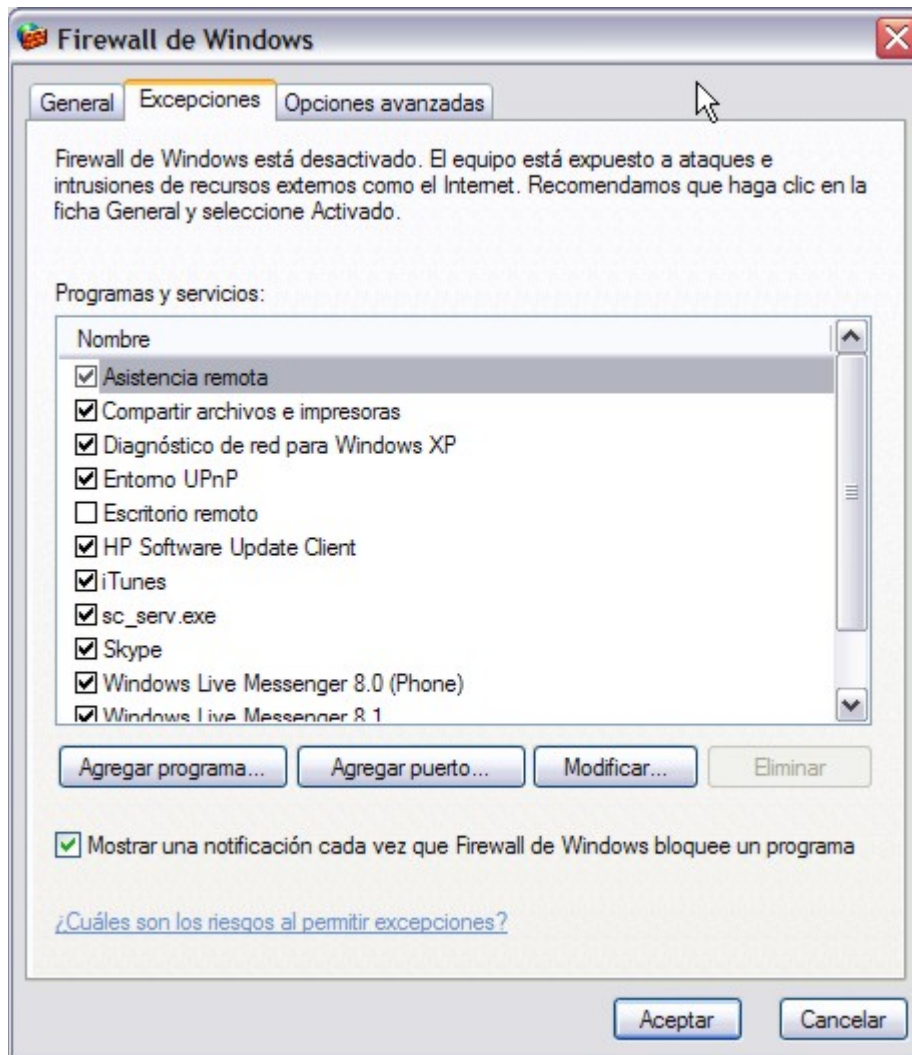 Firewall de Windows
General
Excepciones
Opciones avanzadas
Firewall de Windows está desactivado. El equipo está expuesto a ataques e
intrusiones de recursos externos como el Internet. Recomendamos que haga clic en la
ficha General y seleccione Activado.
Programas y servicios:
Nombre
Asistencia remota
Compartir archivos e impresoras
Diagnóstico de red para Windows XP
Entorno UPnP
Escritorio remoto
HP Software Update Client
iTunes
sc_serv.exe
Skype
Windows Live Messenger 8.0 (Phone)
Windows Live Messenger 8.1
Agregar programa...
Agregar puerto...
Modificar...
Eliminar
Mostrar una notificación cada vez que Firewall de Windows bloquee un programa
¿Cuáles son los riesgos al permitir excepciones?
Aceptar
Cancelar